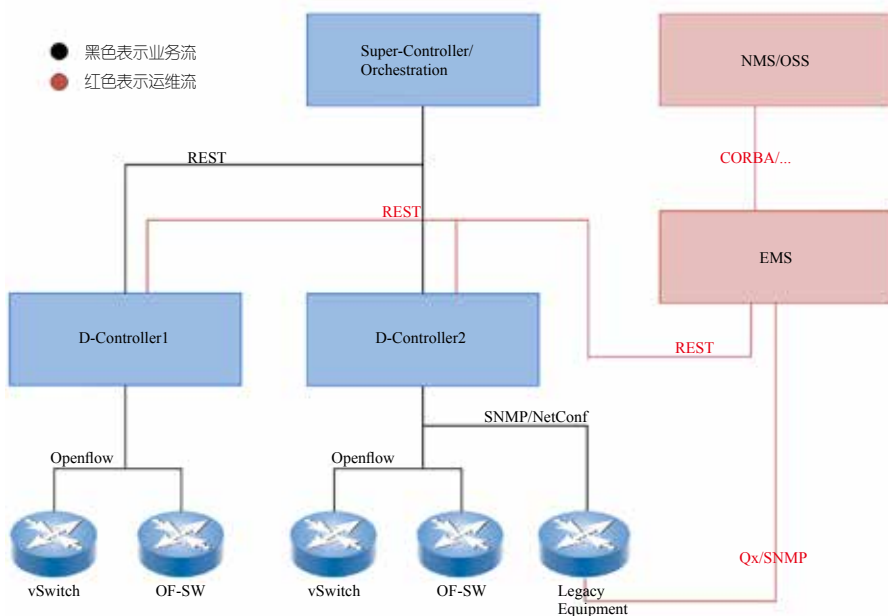 黑色表示业务流
红色表示运维流
Super-Controller/
Orchestration
NMS/OSS
REST
CORBA/...
REST
EMS
D-Controller1
D-Controller2
REST
SNMP/NetConf
Openflow
Openflow
Qx/SNMP
vSwitch
OF-SW
vSwitch
OF-SW
Legacy
Equipment